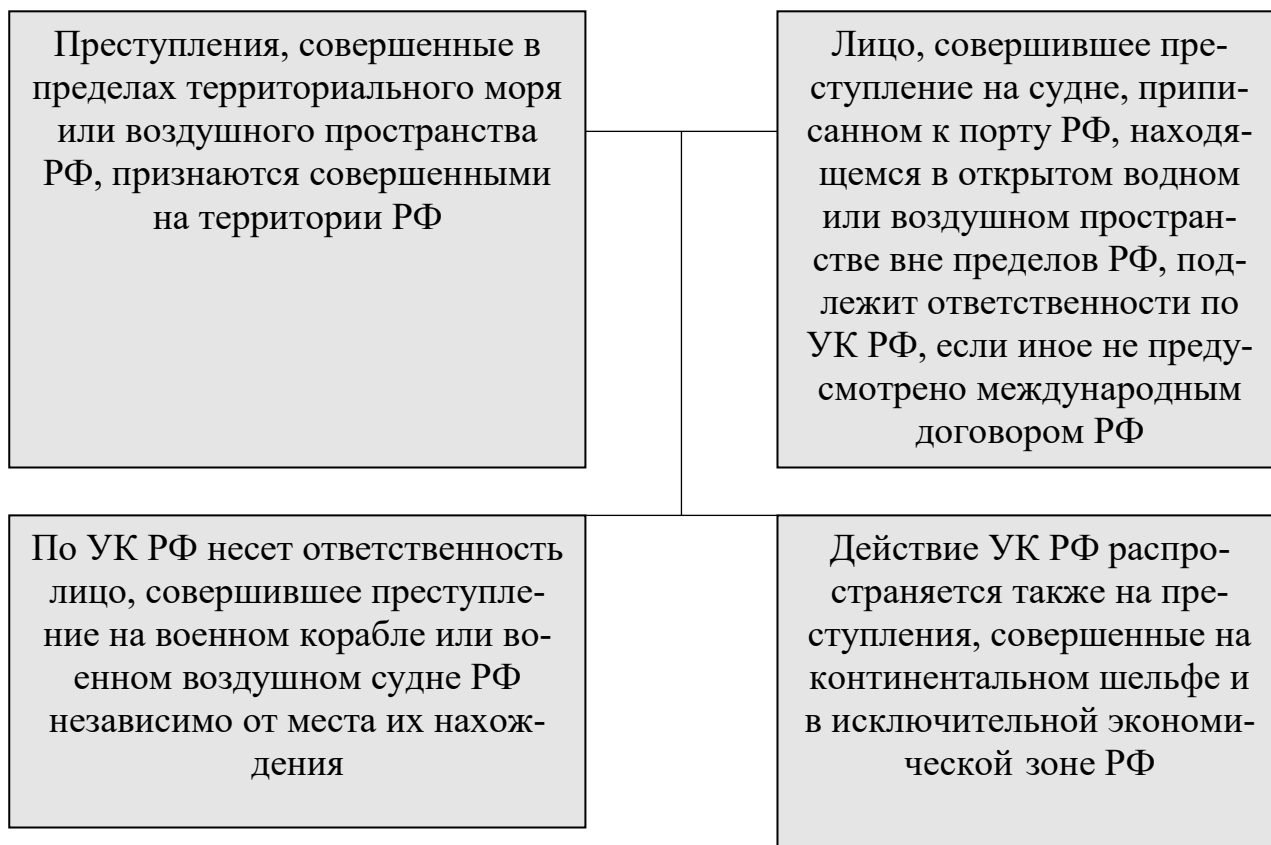 Преступления, совершенные в
пределах территориального моря
или воздушного пространства
РФ, признаются совершенными
на территории РФ
Лицо, совершившее пре-
ступление на судне, припи-
санном к порту РФ, находя-
щемся в открытом водном
или воздушном простран-
стве вне пределов РФ, под-
лежит ответственности по
УК РФ, если иное не преду-
смотрено международным
договором РФ
По УК РФ несет ответственность
лицо, совершившее преступле-
ние на военном корабле или во-
енном воздушном судне РФ
независимо от места их нахож-
дения
Действие УК РФ распро-
страняется также на пре-
ступления, совершенные на
континентальном шельфе и
в исключительной экономи-
ческой зоне РФ